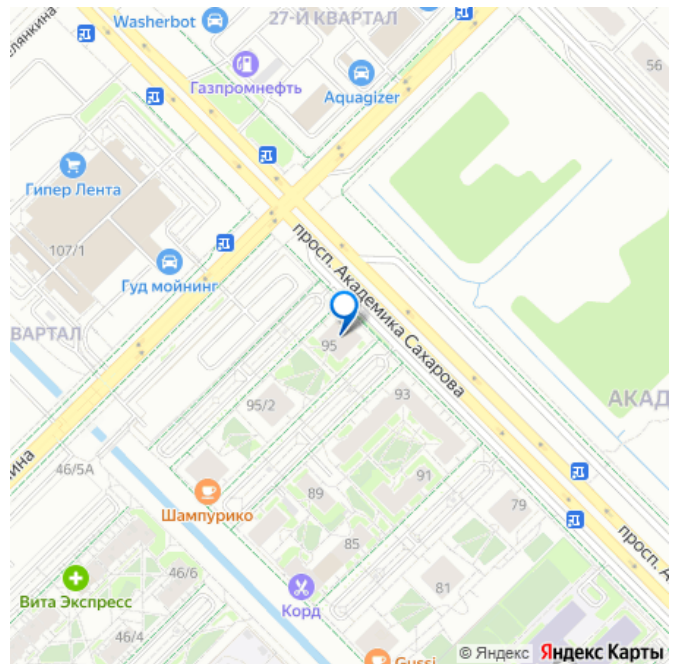 Washerbot
27-Й КВАРТАЛ
56
Газпромнефть
Aquagizer
Гипер Лента
107/1
Гуд мойнинг
просп. Академика Сахарова
ВАРТАЛ
95
95/2
93
АКАД
46/5А
91
89
79
Шампурико
85
просп. А
46/6
Вита Экспресс
81
Корд
46/4
Gussi
© Яндекс Яндекс Карты